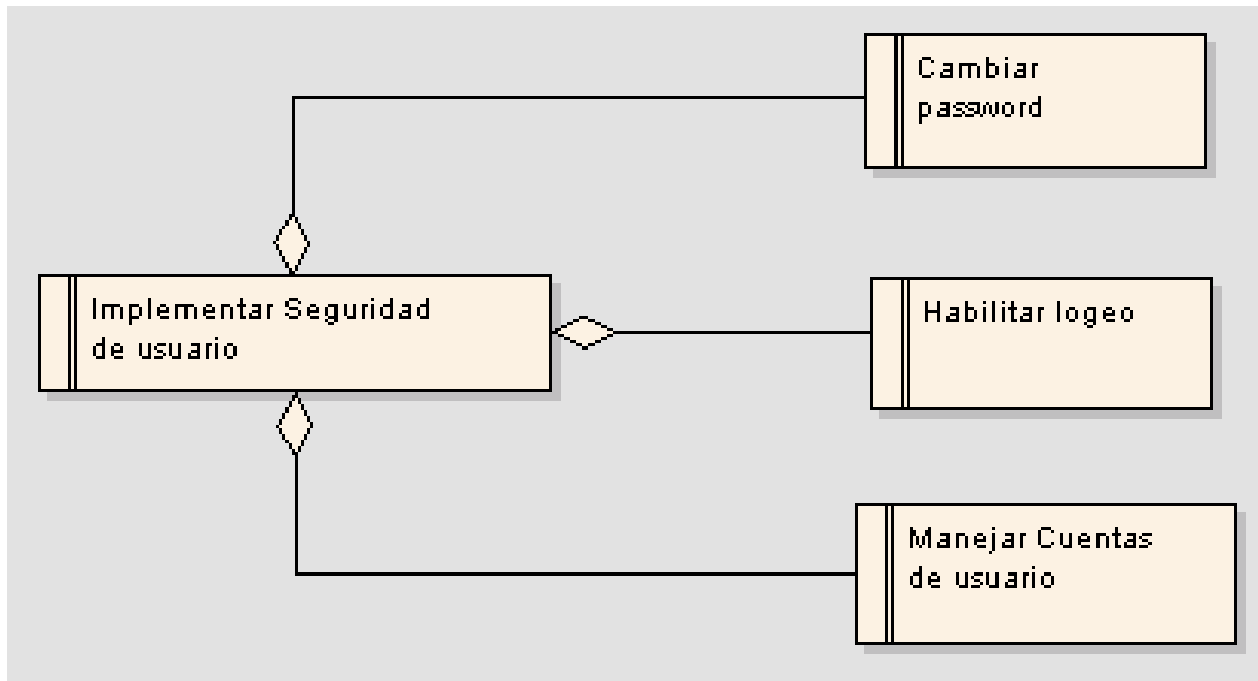 Cambiar
password
Implementar Seguridad
de usuario
Habilitar logeo
Manejar Cuentas
de usuario